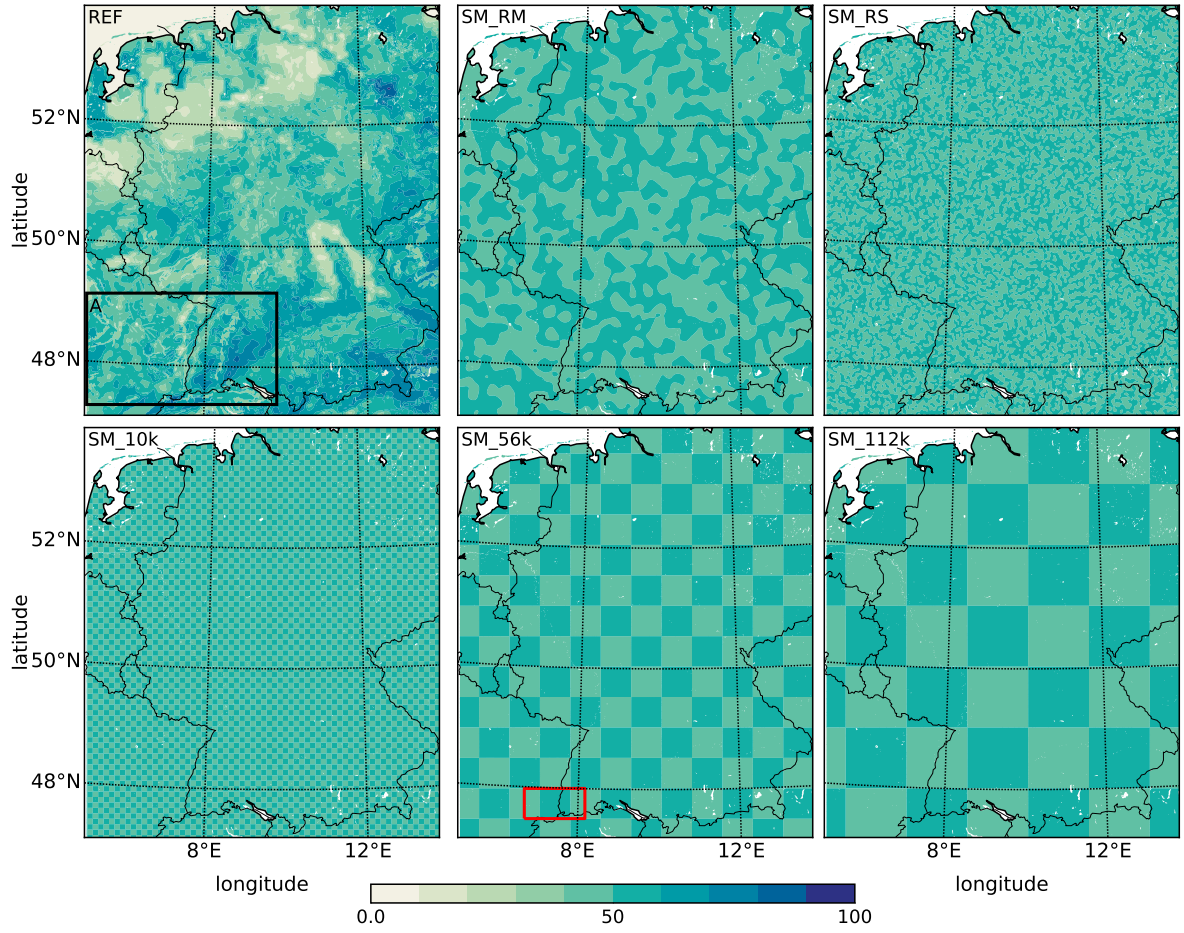 REF
SM_RM
SM_RS
52°N
latitude
50°N
A
48°N
SM_10k
SM_56k
SM_112k
52°N
latitude
50°N
48°N
8°E
12°E
8°E
12°E
8°E
12°E
longitude
longitude
0.0
50
100